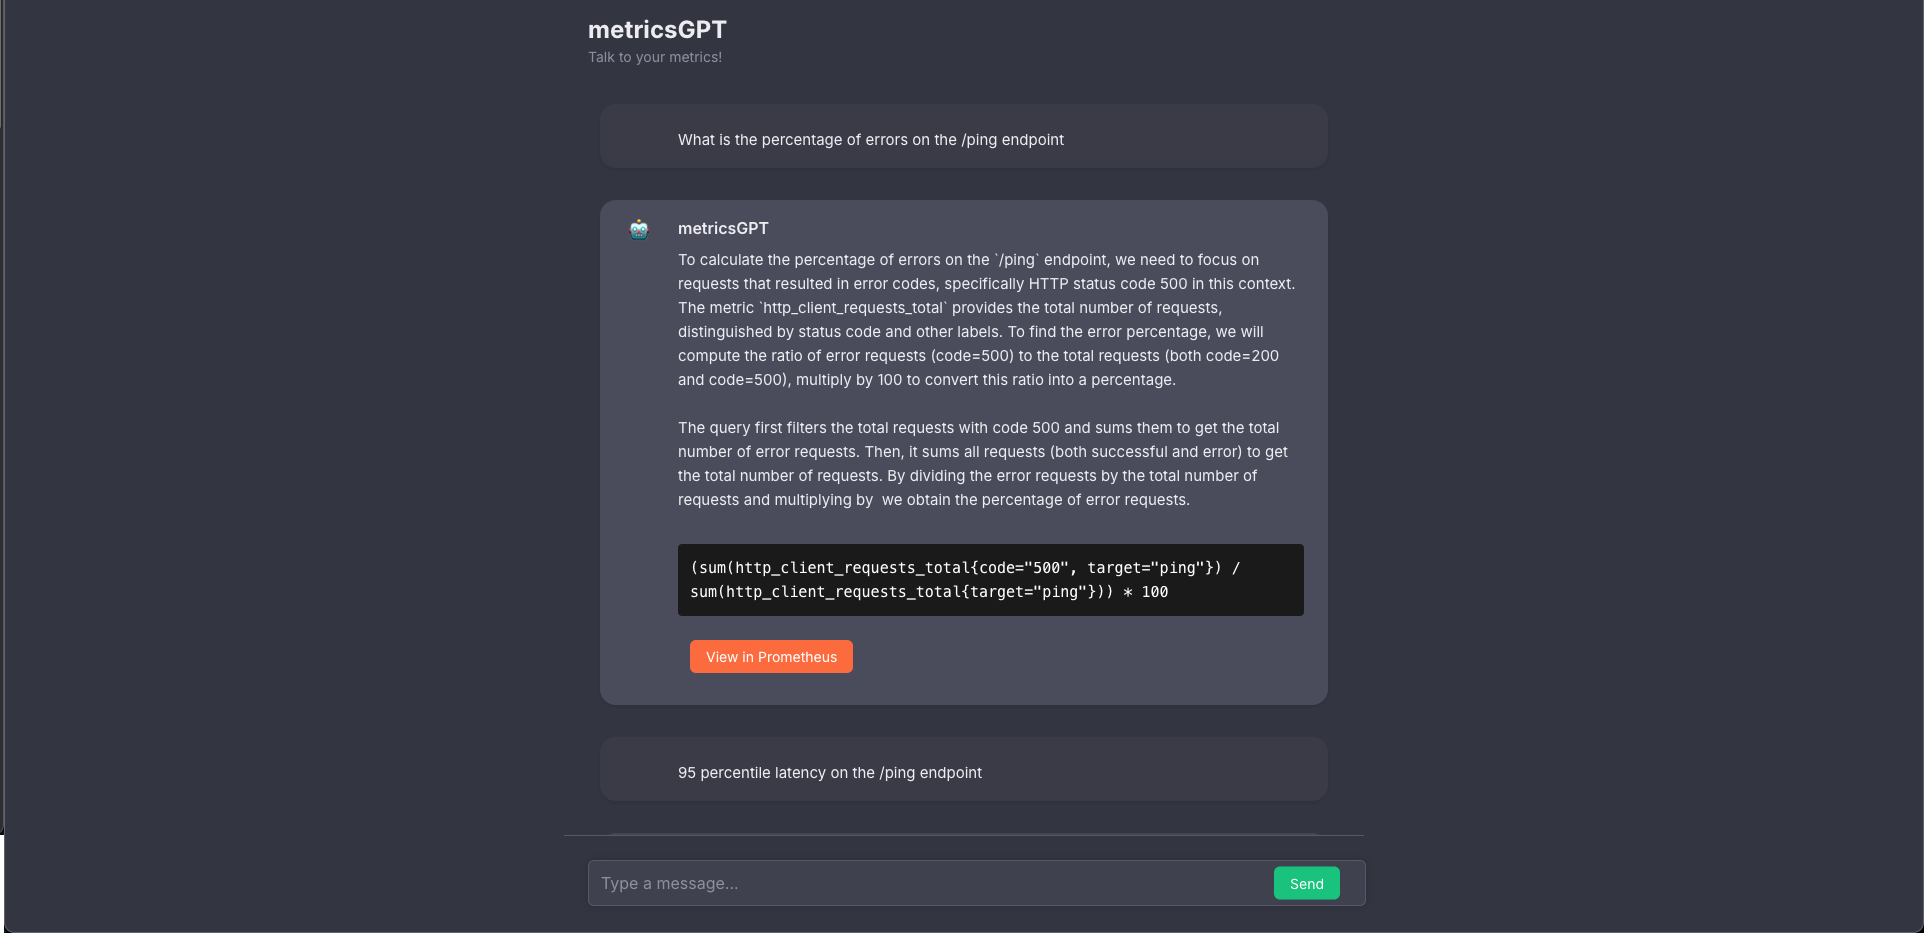 metricsGPT
Talk to your metrics!
What is the percentage of errors on the /ping endpoint
metricsGPT
To calculate the percentage of errors on the `/ping` endpoint, we need to focus on
requests that resulted in error codes, specifically HTTP status code 500 in this context.
The metric `http_client_requests_total` provides the total number of requests,
distinguished by status code and other labels. To find the error percentage, we will
compute the ratio of error requests (code=500) to the total requests (both code=200
and code=500), multiply by 100 to convert this ratio into a percentage.
The query first filters the total requests with code 500 and sums them to get the total
number of error requests. Then, it sums all requests (both successful and error) to get
the total number of requests. By dividing the error requests by the total number of
requests and multiplying by  we obtain the percentage of error requests.
(sum(http_client_requests_total{code="500", target="ping"}) /
sum(http_client_requests_total{target="ping"})) * 100
View in Prometheus
95 percentile latency on the /ping endpoint
Type a message...
Send